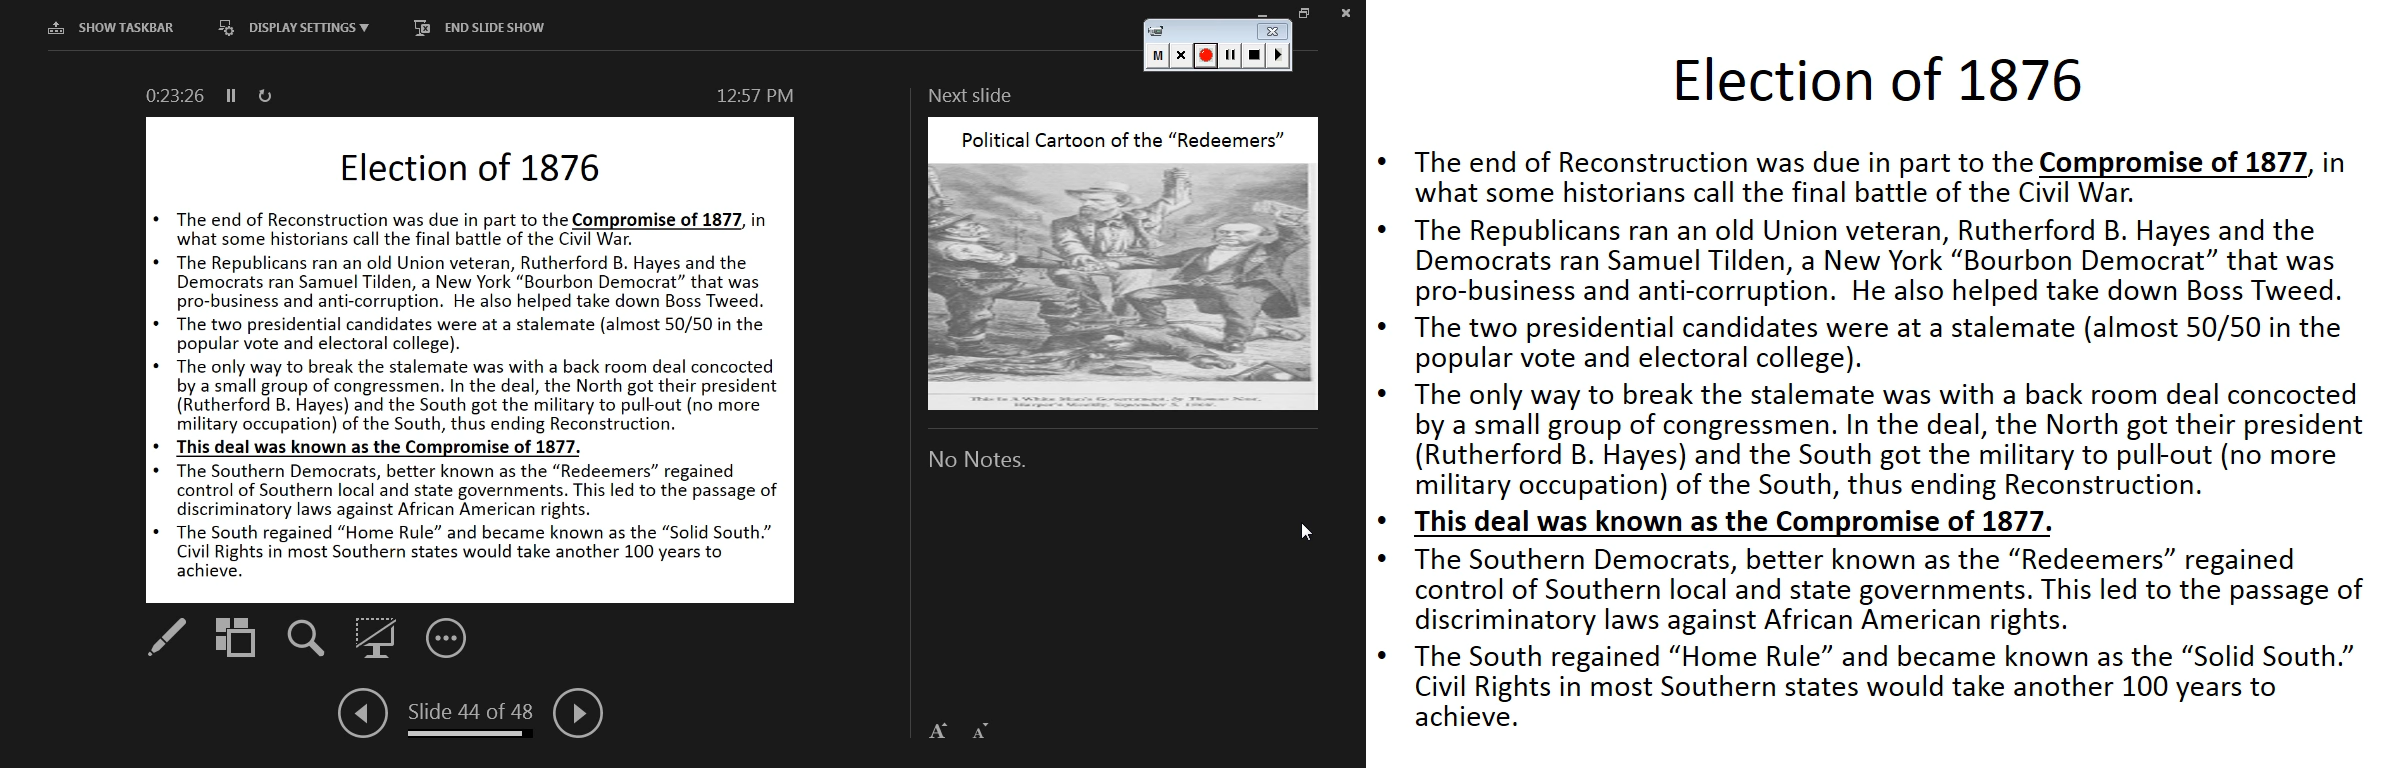 SHOW TASKBAR
DISPLAY SETTINGS ▼
END SLIDE SHOW
M
0:23:26
12:57 PM
Election of 1876
• The end of Reconstruction was due in part to the Compromise of 1877, in
what some historians call the final battle of the Civil War.
• The Republicans ran an old Union veteran, Rutherford B. Hayes and the
Democrats ran Samuel Tilden, a New York “Bourbon Democrat” that was
pro-business and anti-corruption.  He also helped take down Boss Tweed.
• The two presidential candidates were at a stalemate (almost 50/50 in the
popular vote and electoral college).
• The only way to break the stalemate was with a back room deal concocted
by a small group of congressmen. In the deal, the North got their president
(Rutherford B. Hayes) and the South got the military to pull-out (no more
military occupation) of the South, thus ending Reconstruction.
• This deal was known as the Compromise of 1877.
• The Southern Democrats, better known as the “Redeemers” regained
control of Southern local and state governments. This led to the passage of
discriminatory laws against African American rights.
• The South regained “Home Rule” and became known as the “Solid South.”
Civil Rights in most Southern states would take another 100 years to
achieve.
Slide 44 of 48
Next slide
Political Cartoon of the “Redeemers”
This Is A White Man's Government, by Thomas Nast,
Harper's Weekly, September 5, 1868.
No Notes.
A A
Election of 1876
• The end of Reconstruction was due in part to the Compromise of 1877, in
what some historians call the final battle of the Civil War.
• The Republicans ran an old Union veteran, Rutherford B. Hayes and the
Democrats ran Samuel Tilden, a New York “Bourbon Democrat” that was
pro-business and anti-corruption.  He also helped take down Boss Tweed.
• The two presidential candidates were at a stalemate (almost 50/50 in the
popular vote and electoral college).
• The only way to break the stalemate was with a back room deal concocted
by a small group of congressmen. In the deal, the North got their president
(Rutherford B. Hayes) and the South got the military to pull-out (no more
military occupation) of the South, thus ending Reconstruction.
• This deal was known as the Compromise of 1877.
• The Southern Democrats, better known as the “Redeemers” regained
control of Southern local and state governments. This led to the passage of
discriminatory laws against African American rights.
• The South regained “Home Rule” and became known as the “Solid South.”
Civil Rights in most Southern states would take another 100 years to
achieve.